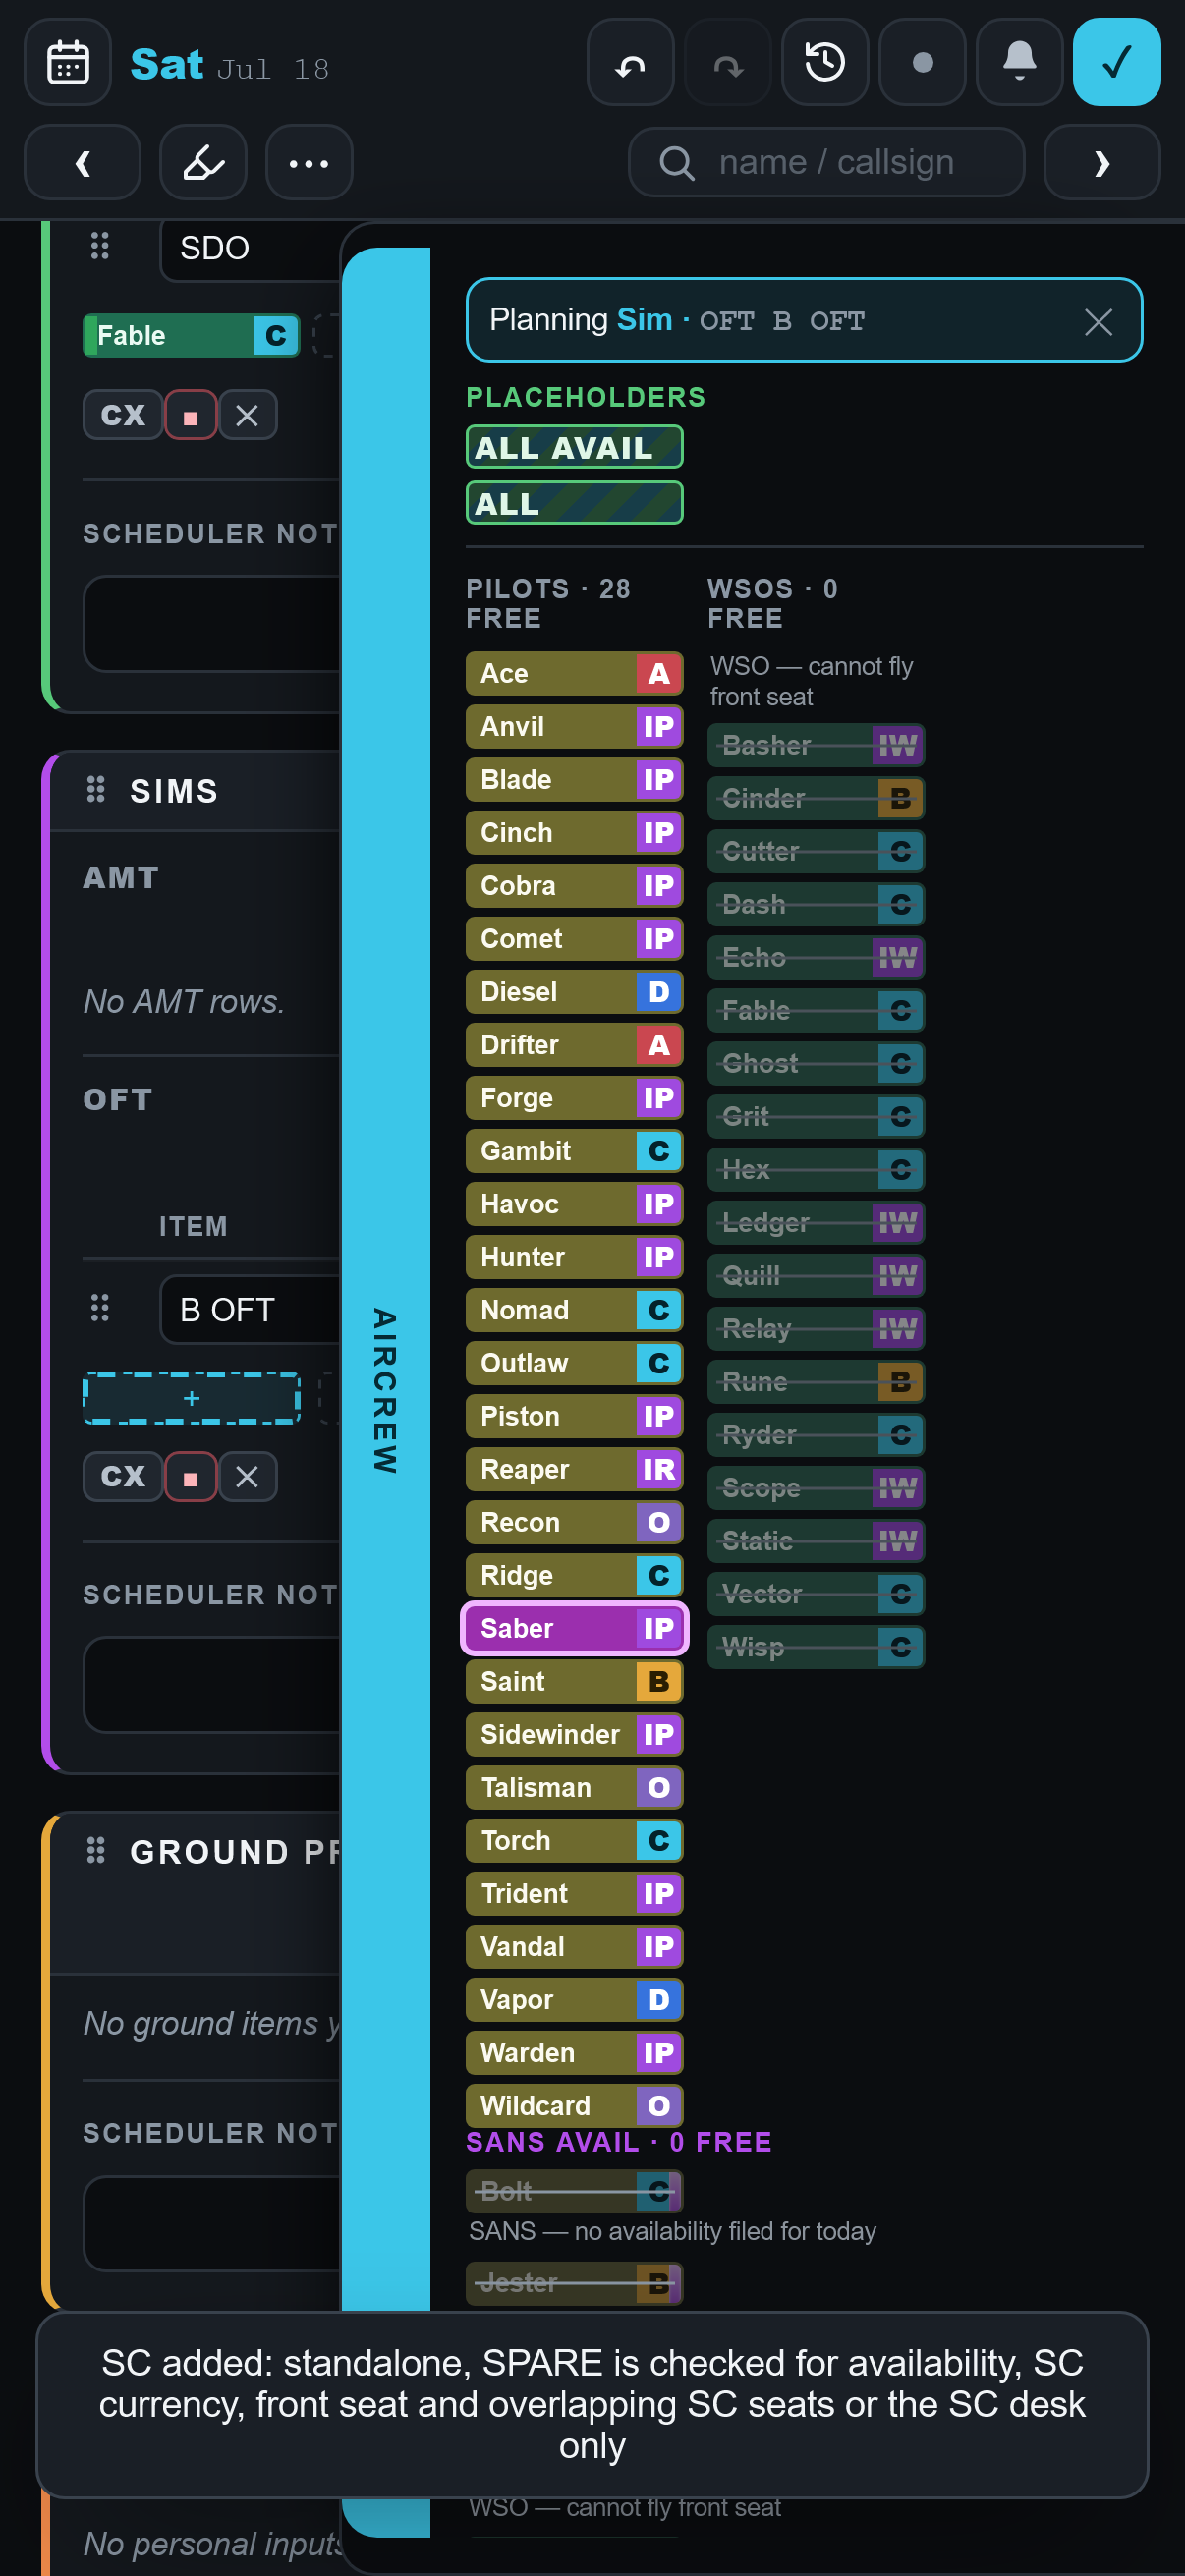 Sat Jul 18
name / callsign
SDO
Fable C
CX
SCHEDULER NOT
SIMS
AMT
No AMT rows.
OFT
ITEM
B OFT
+
CX
SCHEDULER NOT
GROUND PR
No ground items y
SCHEDULER NOT
No personal inputs
AIRCREW
Planning Sim · OFT B OFT
PLACEHOLDERS
ALL AVAIL
ALL
PILOTS · 28
FREE
Ace A
Anvil IP
Blade IP
Cinch IP
Cobra IP
Comet IP
Diesel D
Drifter A
Forge IP
Gambit C
Havoc IP
Hunter IP
Nomad C
Outlaw C
Piston IP
Reaper IR
Recon O
Ridge C
Saber IP
Saint B
Sidewinder IP
Talisman O
Torch C
Trident IP
Vandal IP
Vapor D
Warden IP
Wildcard O
WSOS · 0
FREE
WSO — cannot fly
front seat
Basher IW
Cinder B
Cutter C
Dash C
Echo IW
Fable C
Ghost C
Grit C
Hex C
Ledger IW
Quill IW
Relay IW
Rune B
Ryder C
Scope IW
Static IW
Vector C
Wisp C
SANS AVAIL · 0 FREE
Bolt C
SANS — no availability filed for today
Jester B
SC added: standalone, SPARE is checked for availability, SC
currency, front seat and overlapping SC seats or the SC desk
only
WSO — cannot fly front seat